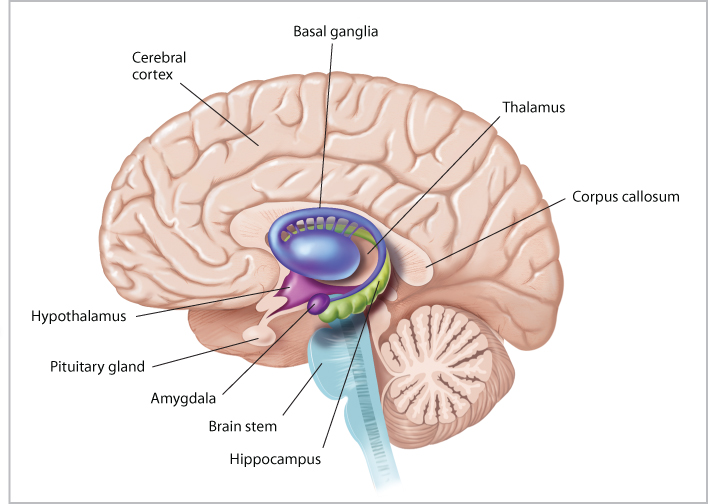 Basal ganglia
Cerebral
cortex
Thalamus
Corpus callosum
Hypothalamus
Pituitary gland
Amygdala
Brain stem
Hippocampus